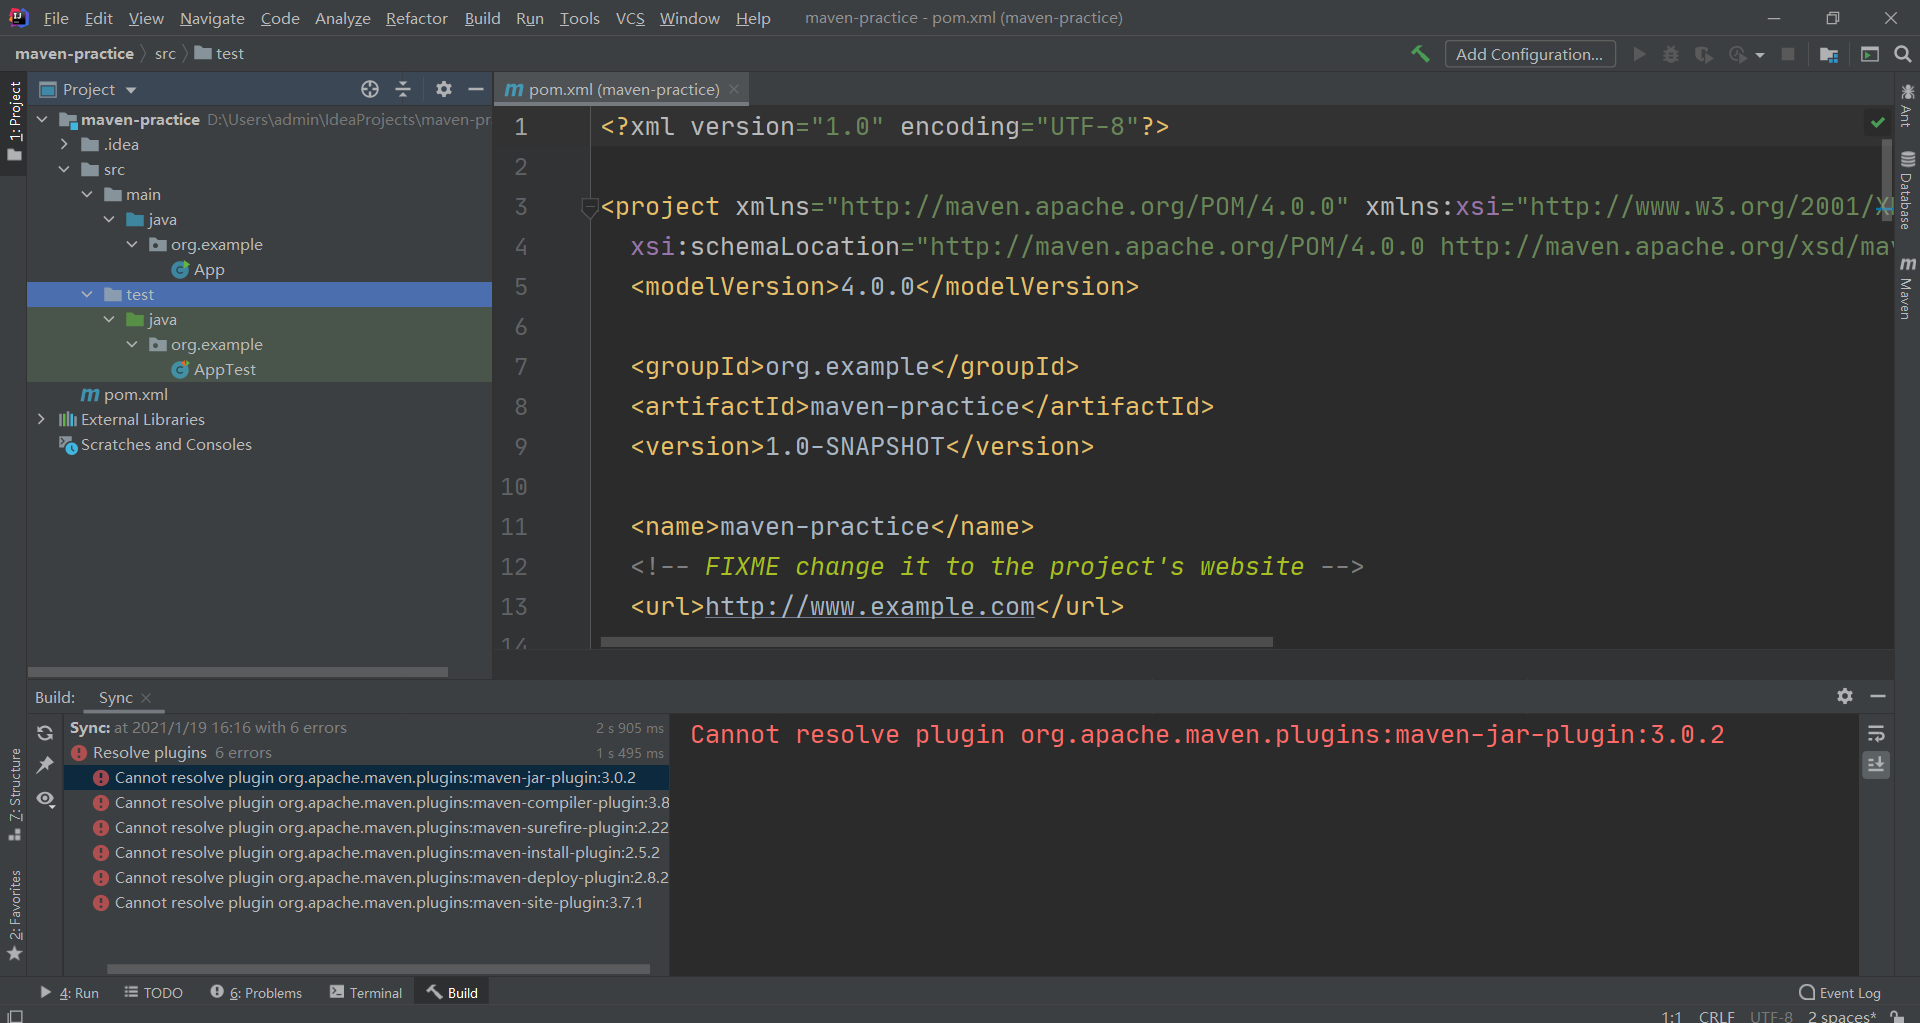 File Edit View Navigate Code Analyze Refactor Build Run Tools VCS Window Help maven-practice - pom.xml (maven-practice)
maven-practice src test
Add Configuration...
1: Project
Project
pom.xml (maven-practice)
maven-practice D:\Users\admin\IdeaProjects\maven-pr
.idea
src
main
java
org.example
App
test
java
org.example
AppTest
pom.xml
External Libraries
Scratches and Consoles
1 <?xml version="1.0" encoding="UTF-8"?>
2
3 <project xmlns="http://maven.apache.org/POM/4.0.0" xmlns:xsi="http://www.w3.org/2001/X
4 xsi:schemaLocation="http://maven.apache.org/POM/4.0.0 http://maven.apache.org/xsd/ma
5 <modelVersion>4.0.0</modelVersion>
6
7 <groupId>org.example</groupId>
8 <artifactId>maven-practice</artifactId>
9 <version>1.0-SNAPSHOT</version>
10
11 <name>maven-practice</name>
12 <!-- FIXME change it to the project's website -->
13 <url>http://www.example.com</url>
14
Ant
Database
Maven
Build: Sync
Sync: at 2021/1/19 16:16 with 6 errors 2 s 905 ms
Resolve plugins 6 errors 1 s 495 ms
Cannot resolve plugin org.apache.maven.plugins:maven-jar-plugin:3.0.2
Cannot resolve plugin org.apache.maven.plugins:maven-compiler-plugin:3.8
Cannot resolve plugin org.apache.maven.plugins:maven-surefire-plugin:2.22
Cannot resolve plugin org.apache.maven.plugins:maven-install-plugin:2.5.2
Cannot resolve plugin org.apache.maven.plugins:maven-deploy-plugin:2.8.2
Cannot resolve plugin org.apache.maven.plugins:maven-site-plugin:3.7.1
Cannot resolve plugin org.apache.maven.plugins:maven-jar-plugin:3.0.2
7: Structure
2: Favorites
4: Run TODO 6: Problems Terminal Build Event Log
1:1 CRLF UTF-8 2 spaces*